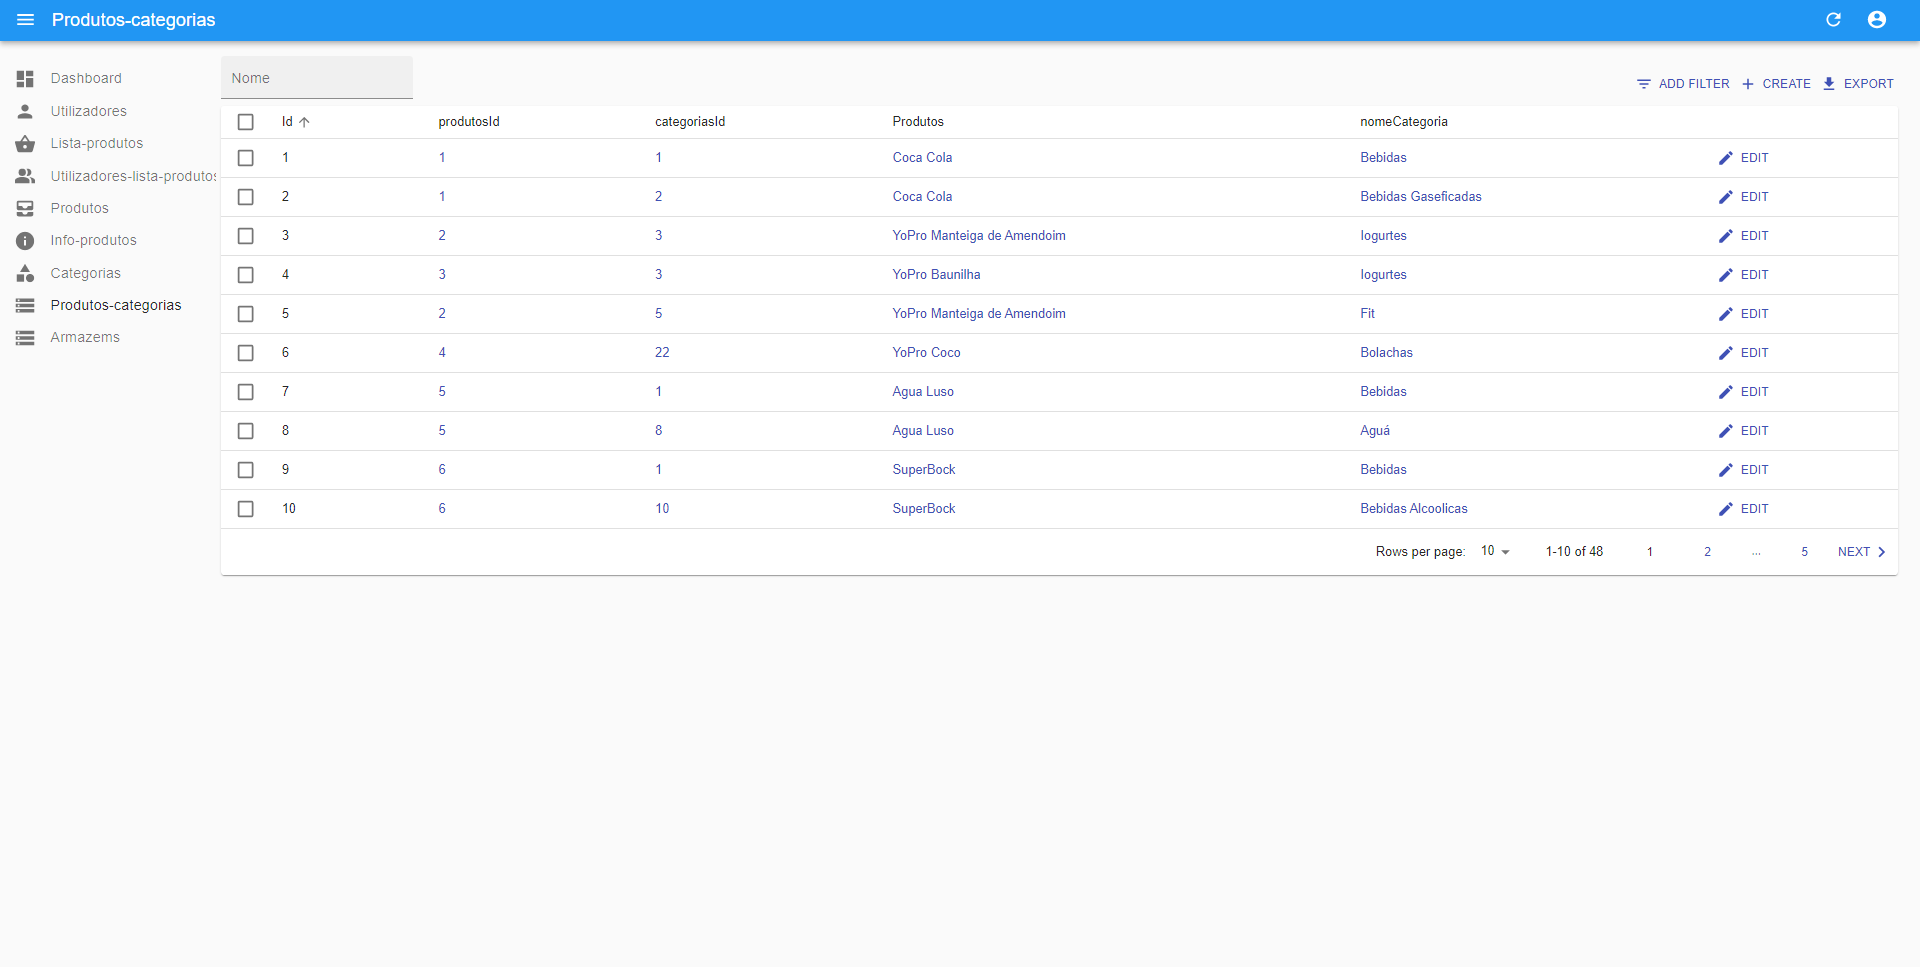 Produtos-categorias
Dashboard
Utilizadores
Lista-produtos
Utilizadores-lista-produtos
Produtos
Info-produtos
Categorias
Produtos-categorias
Armazems
Nome
ADD FILTER CREATE EXPORT
Id produtosId categoriasId Produtos nomeCategoria
1 1 1 Coca Cola Bebidas EDIT
2 1 2 Coca Cola Bebidas Gaseficadas EDIT
3 2 3 YoPro Manteiga de Amendoim Iogurtes EDIT
4 3 3 YoPro Baunilha Iogurtes EDIT
5 2 5 YoPro Manteiga de Amendoim Fit EDIT
6 4 22 YoPro Coco Bolachas EDIT
7 5 1 Agua Luso Bebidas EDIT
8 5 8 Agua Luso Aguá EDIT
9 6 1 SuperBock Bebidas EDIT
10 6 10 SuperBock Bebidas Alcoolicas EDIT
Rows per page: 10 1-10 of 48 1 2 ... 5 NEXT